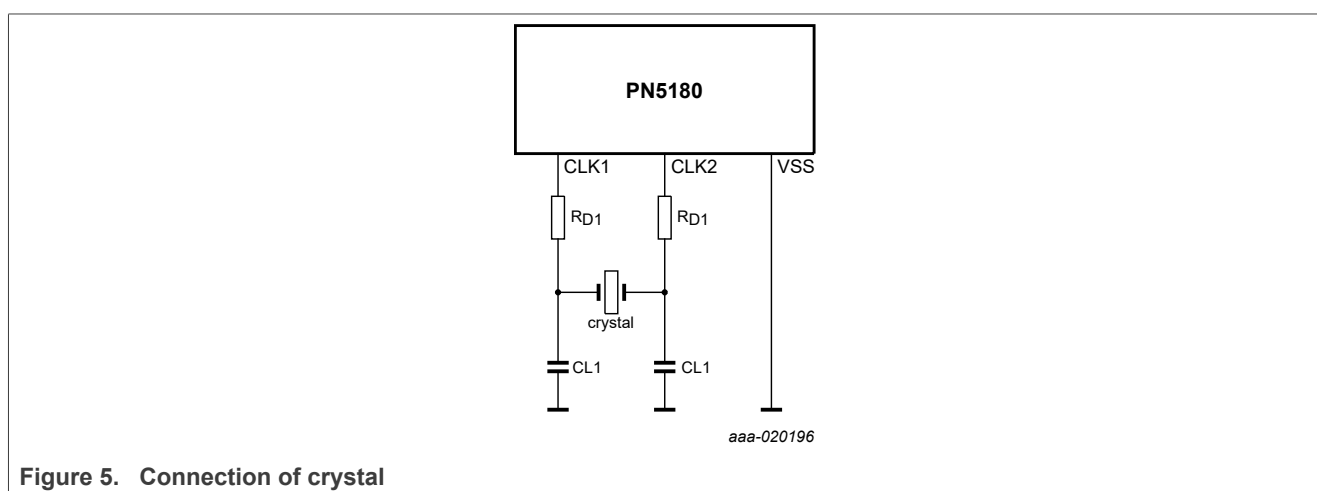 PN5180
CLK1 CLK2 VSS
RD1 RD1
crystal
CL1 CL1
aaa-020196
Figure 5. Connection of crystal